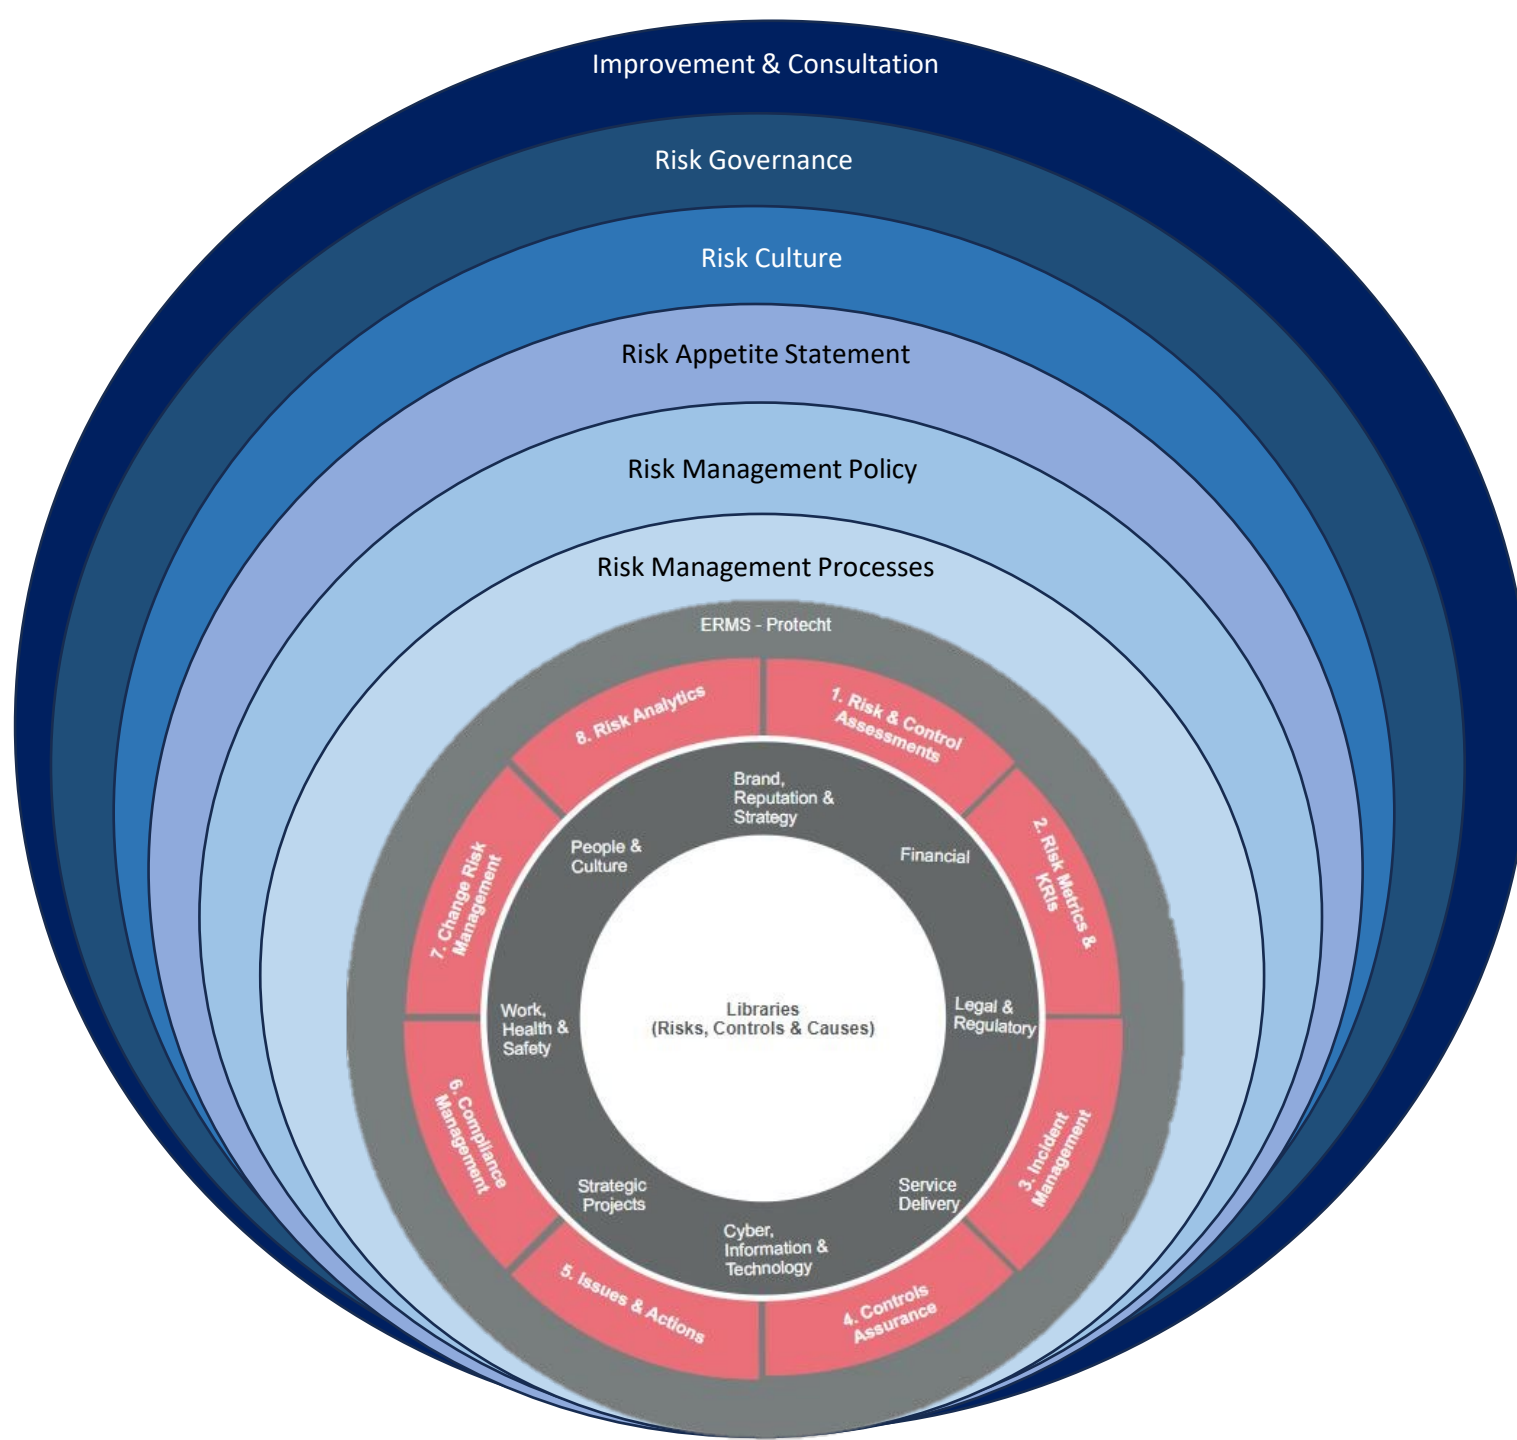 Improvement & Consultation
Risk Governance
Risk Culture
Risk Appetite Statement
Risk Management Policy
Risk Management Processes
ERMS - Protecht
1. Risk & Control
Assessments
2. Risk Metrics &
KRIs
3. Incident
Management
4. Controls
Assurance
5. Issues & Actions
6. Compliance
Management
7. Change Risk
Management
8. Risk Analytics
Brand,
Reputation &
Strategy
Financial
Legal &
Regulatory
Service
Delivery
Cyber,
Information &
Technology
Strategic
Projects
Work,
Health &
Safety
People &
Culture
Libraries
(Risks, Controls & Causes)